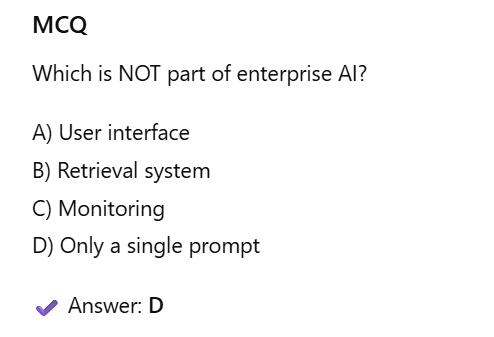 MCQ
Which is NOT part of enterprise AI?
A) User interface
B) Retrieval system
C) Monitoring
D) Only a single prompt
✔ Answer: D